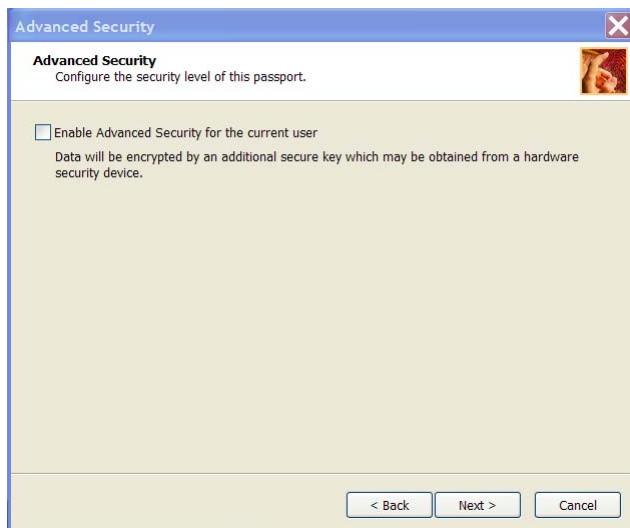 Advanced Security
Advanced Security
Configure the security level of this passport.
Enable Advanced Security for the current user
Data will be encrypted by an additional secure key which may be obtained from a hardware
security device.
< Back Next > Cancel